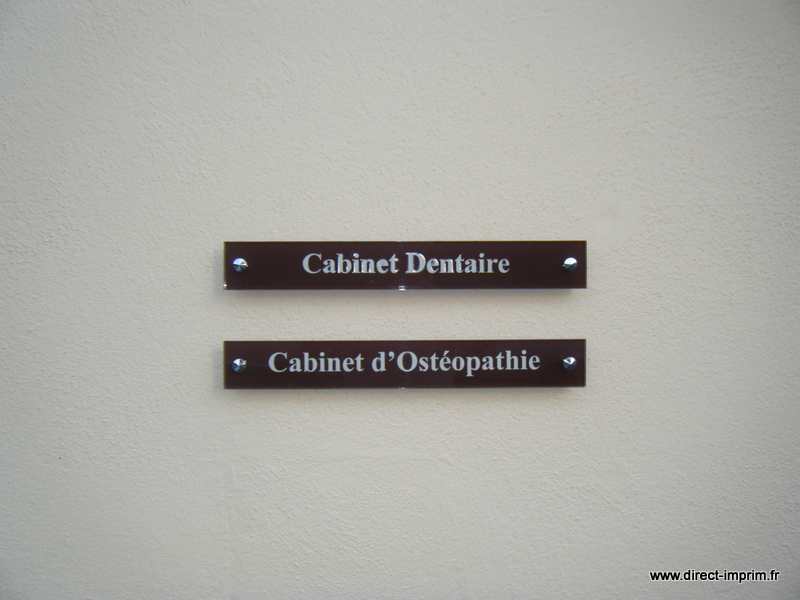 Cabinet Dentaire
Cabinet d’Ostéopathie
www.direct-imprim.fr